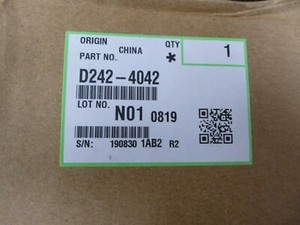 ORIGIN CHINA QTY 1
PART NO. *
D242-4042
LOT NO. N01 0819
S/N: 190830 1AB2 R2